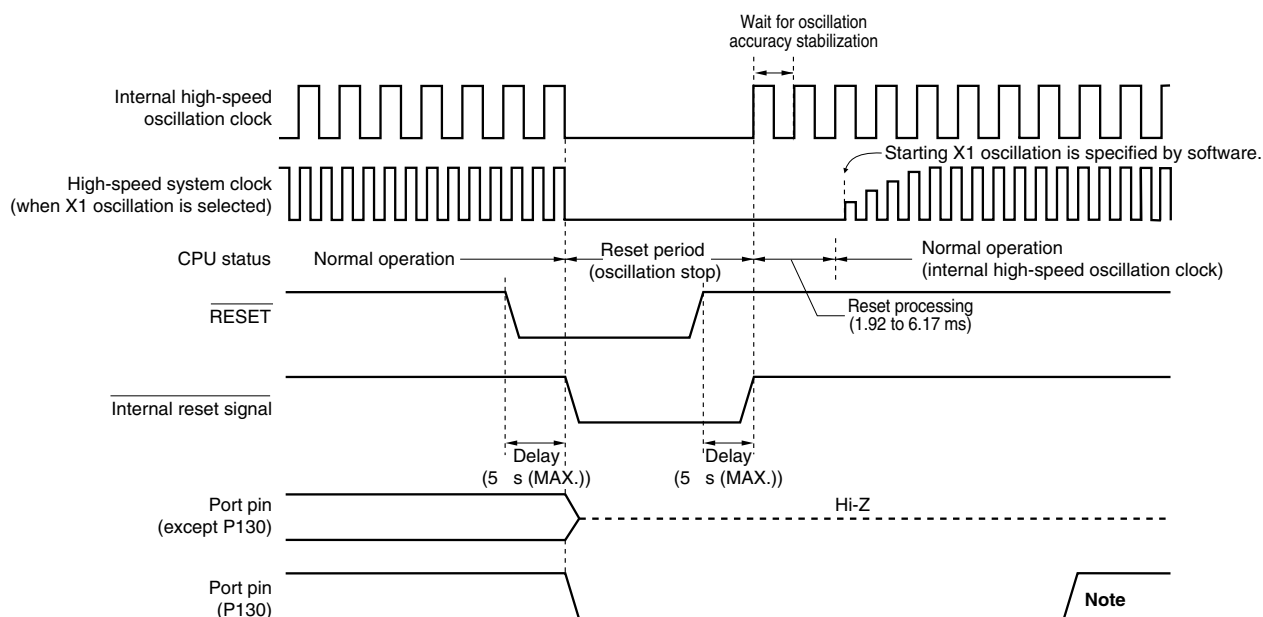 Wait for oscillation
accuracy stabilization
Internal high-speed
oscillation clock
Starting X1 oscillation is specified by software.
High-speed system clock
(when X1 oscillation is selected)
CPU status
Normal operation
Reset period
(oscillation stop)
Normal operation
(internal high-speed oscillation clock)
Reset processing
(1.92 to 6.17 ms)
RESET
Internal reset signal
Delay
(5 s (MAX.))
Delay
(5 s (MAX.))
Port pin
(except P130)
Hi-Z
Port pin
(P130)
Note